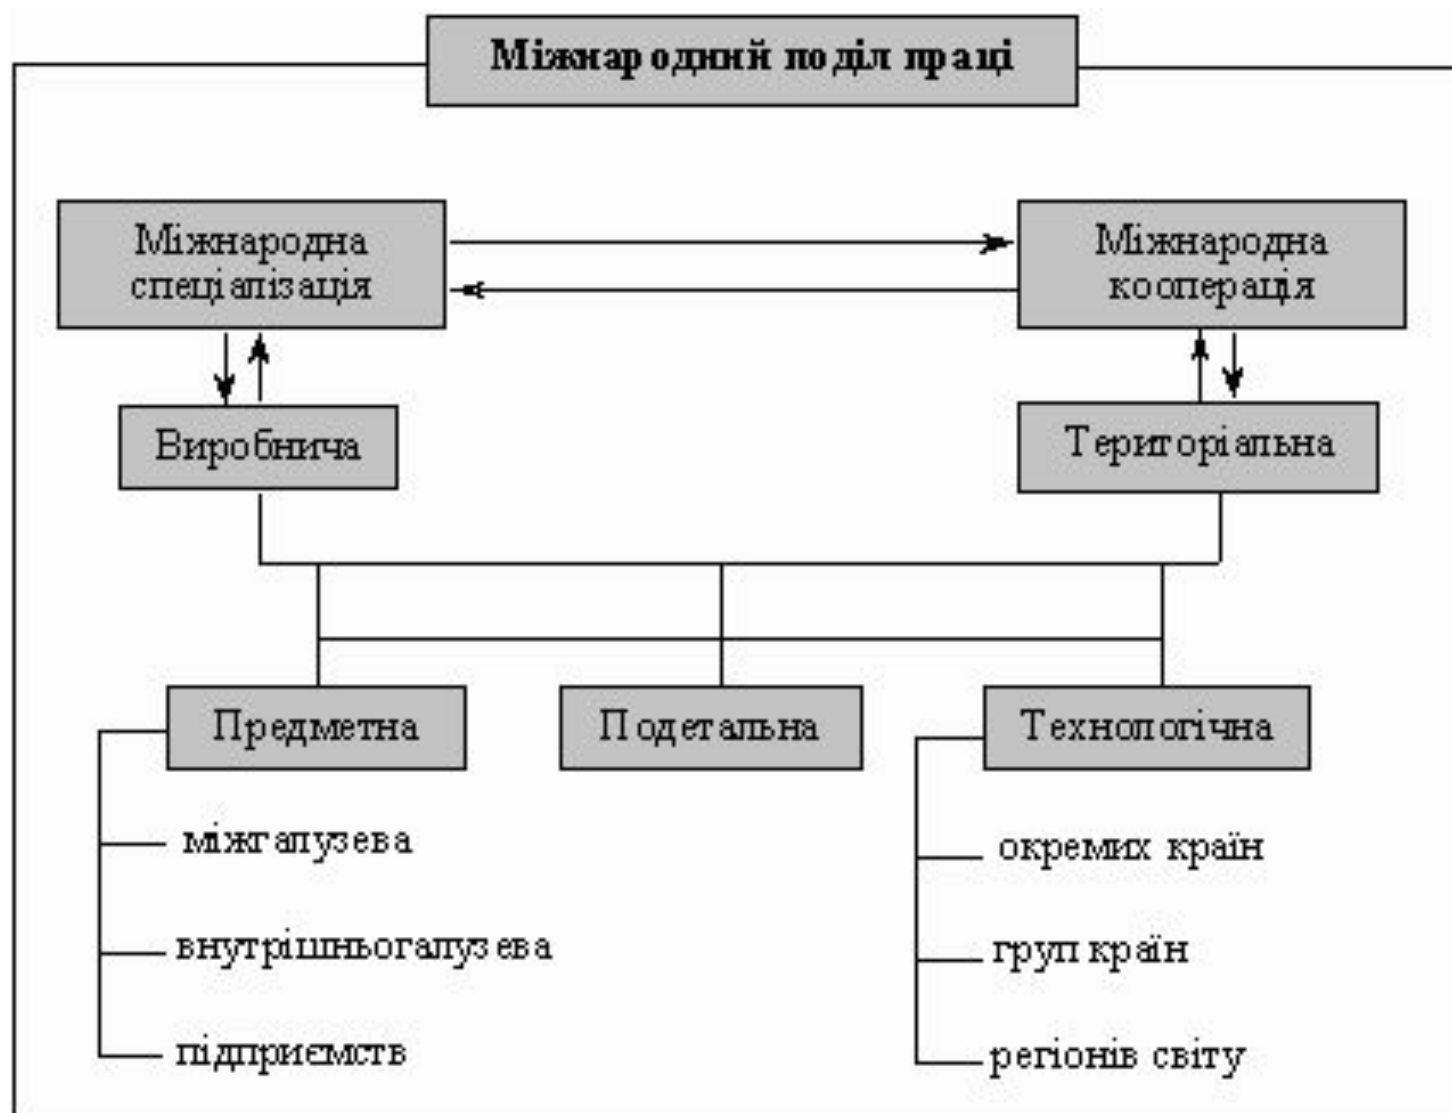 Міжнародний поділ праці
Міжнародна
спеціалізація
Міжнародна
кооперація
Виробнича
Територіальна
Предметна
Подетальна
Технологічна
міжгалузева
окремих країн
внутрішньогалузева
груп країн
підприємств
регіонів світу